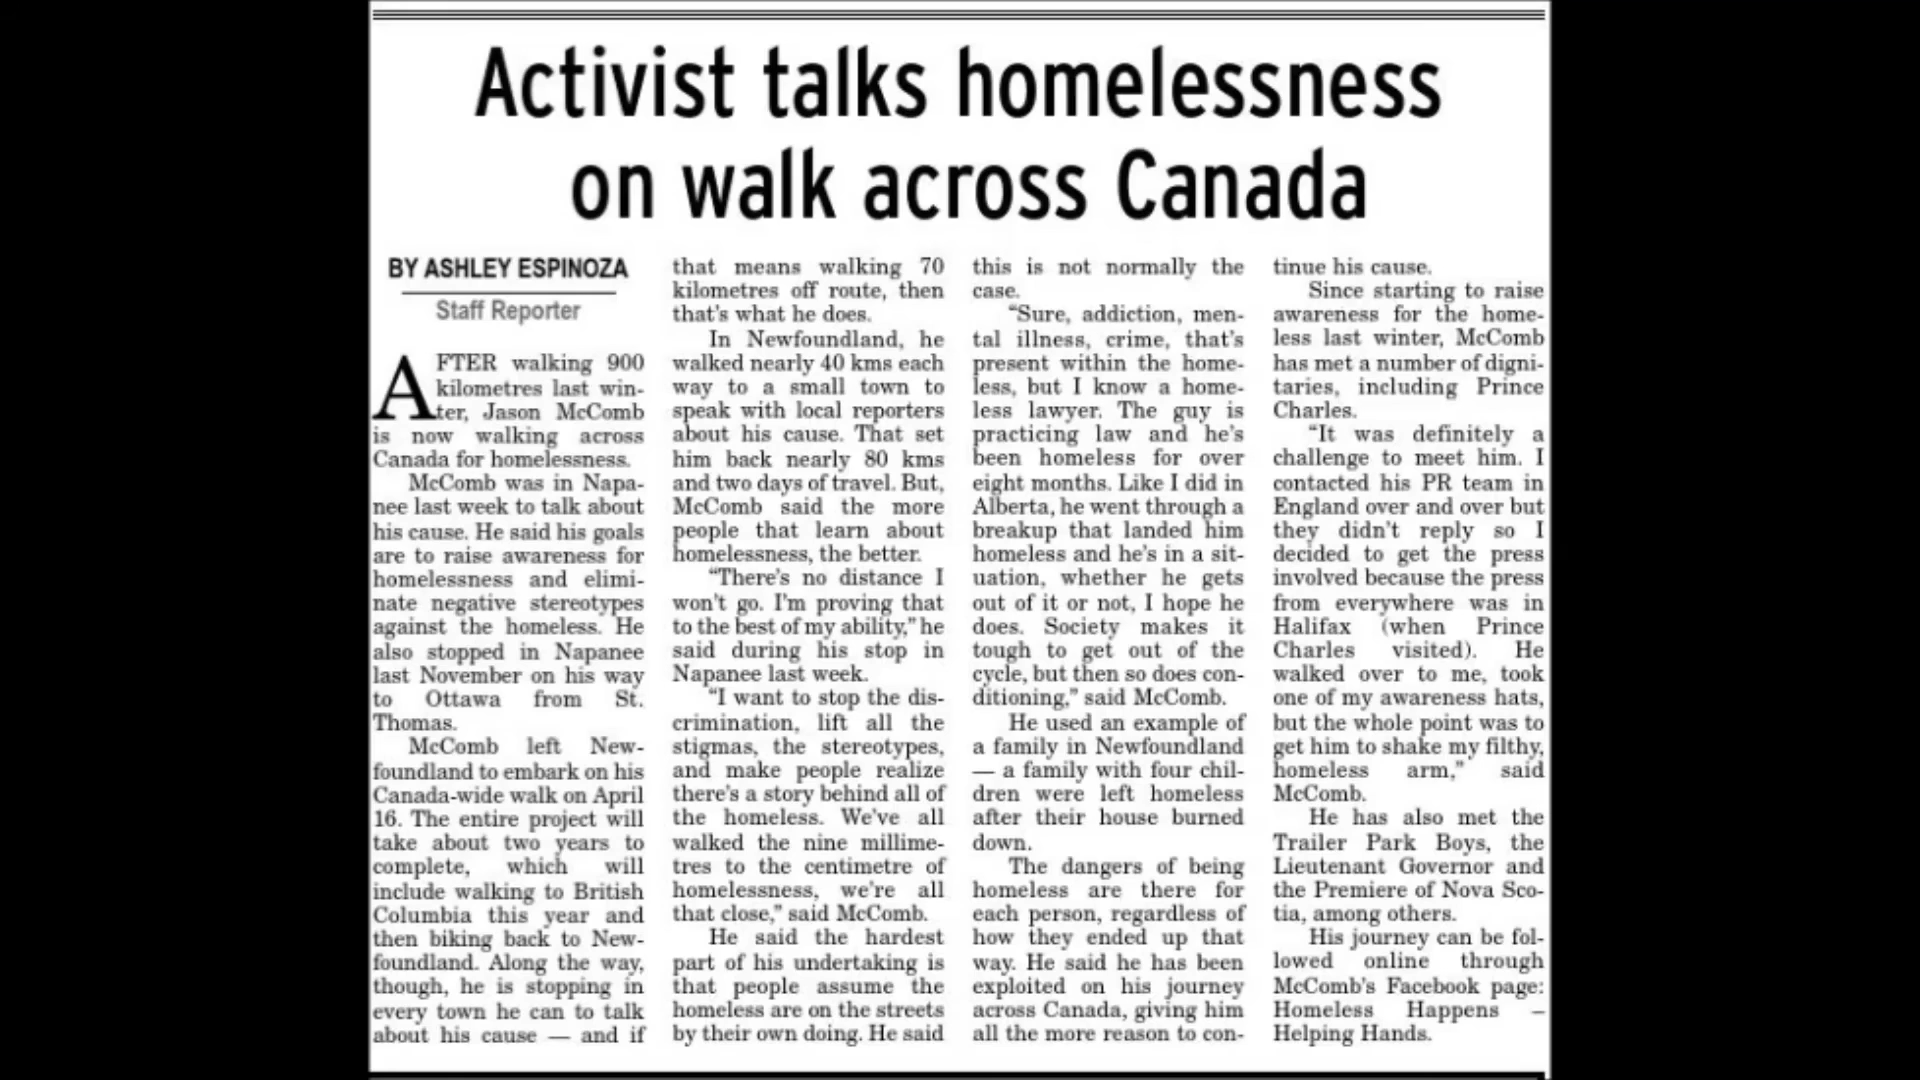 Activist talks homelessness
on walk across Canada
BY ASHLEY ESPINOZA
Staff Reporter
AFTER walking 900
kilometres last win-
ter, Jason McComb
is now walking across
Canada for homelessness.
McComb was in Napa-
nee last week to talk about
his cause. He said his goals
are to raise awareness for
homelessness and elimi-
nate negative stereotypes
against the homeless. He
also stopped in Napanee
last November on his way
to Ottawa from St.
Thomas.
McComb left New-
foundland to embark on his
Canada-wide walk on April
16. The entire project will
take about two years to
complete, which will
include walking to British
Columbia this year and
then biking back to New-
foundland. Along the way,
though, he is stopping in
every town he can to talk
about his cause — and if
that means walking 70
kilometres off route, then
that's what he does.
In Newfoundland, he
walked nearly 40 kms each
way to a small town to
speak with local reporters
about his cause. That set
him back nearly 80 kms
and two days of travel. But,
McComb said the more
people that learn about
homelessness, the better.
“There's no distance I
won't go. I'm proving that
to the best of my ability,” he
said during his stop in
Napanee last week.
“I want to stop the dis-
crimination, lift all the
stigmas, the stereotypes,
and make people realize
there's a story behind all of
the homeless. We've all
walked the nine millime-
tres to the centimetre of
homelessness, we're all
that close,” said McComb.
He said the hardest
part of his undertaking is
that people assume the
homeless are on the streets
by their own doing. He said
this is not normally the
case.
“Sure, addiction, men-
tal illness, crime, that's
present within the home-
less, but I know a home-
less lawyer. The guy is
practicing law and he's
been homeless for over
eight months. Like I did in
Alberta, he went through a
breakup that landed him
homeless and he's in a sit-
uation, whether he gets
out of it or not, I hope he
does. Society makes it
tough to get out of the
cycle, but then so does con-
ditioning,” said McComb.
He used an example of
a family in Newfoundland
— a family with four chil-
dren were left homeless
after their house burned
down.
The dangers of being
homeless are there for
each person, regardless of
how they ended up that
way. He said he has been
exploited on his journey
across Canada, giving him
all the more reason to con-
tinue his cause.
Since starting to raise
awareness for the home-
less last winter, McComb
has met a number of digni-
taries, including Prince
Charles.
“It was definitely a
challenge to meet him. I
contacted his PR team in
England over and over but
they didn't reply so I
decided to get the press
involved because the press
from everywhere was in
Halifax (when Prince
Charles visited). He
walked over to me, took
one of my awareness hats,
but the whole point was to
get him to shake my filthy,
homeless arm,” said
McComb.
He has also met the
Trailer Park Boys, the
Lieutenant Governor and
the Premiere of Nova Sco-
tia, among others.
His journey can be fol-
lowed online through
McComb's Facebook page:
Homeless Happens –
Helping Hands.